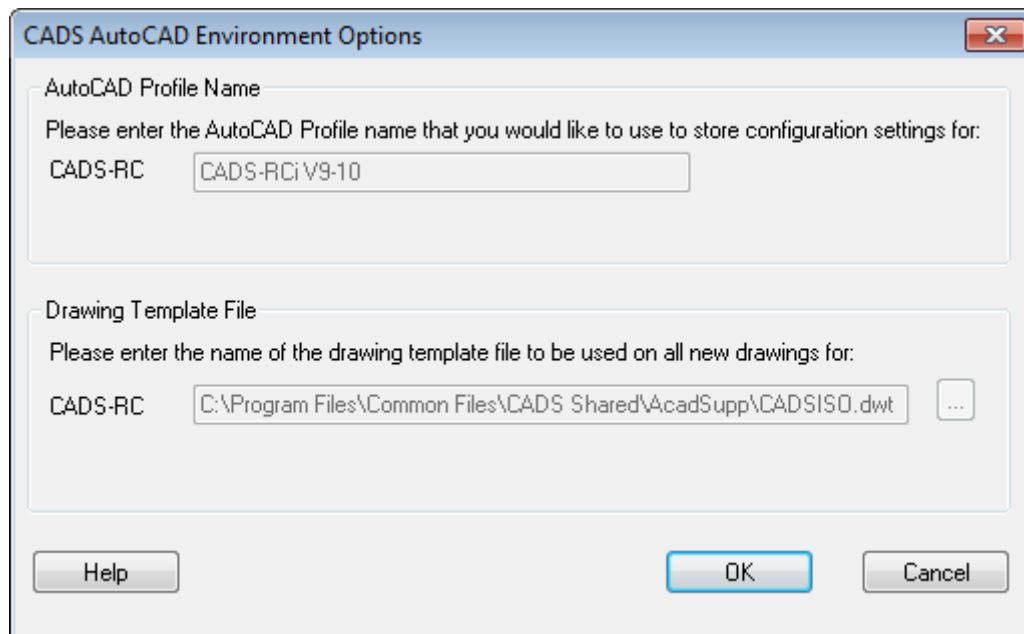 CADS AutoCAD Environment Options
AutoCAD Profile Name
Please enter the AutoCAD Profile name that you would like to use to store configuration settings for:
CADS-RC CADS-RCi V9-10
Drawing Template File
Please enter the name of the drawing template file to be used on all new drawings for:
CADS-RC C:\Program Files\Common Files\CADS Shared\AcadSupp\CADSISO.dwt ...
Help OK Cancel